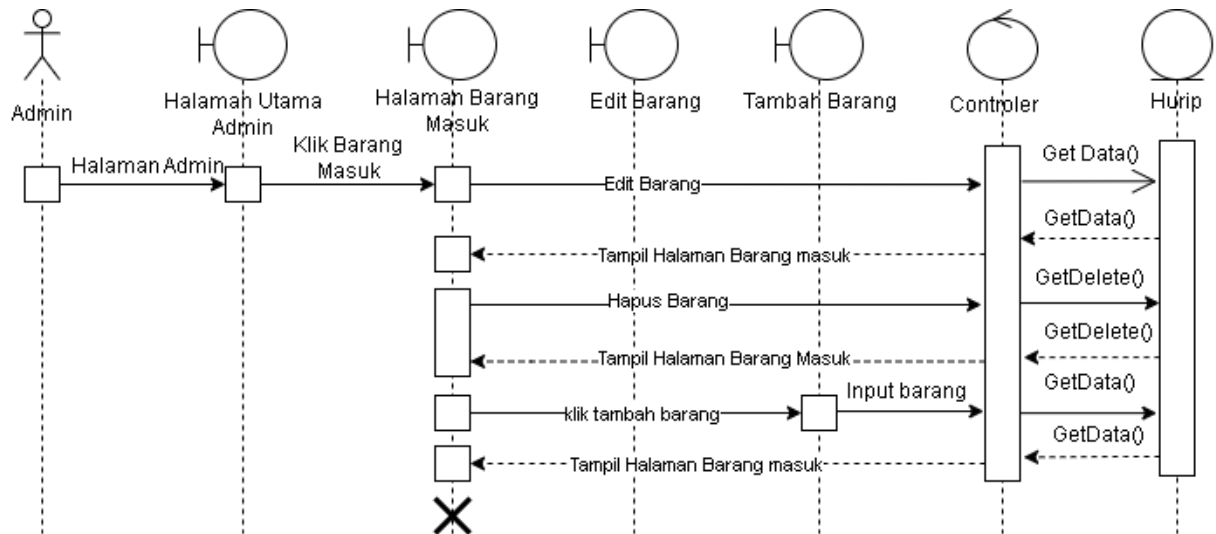 Admin
Halaman Utama
Admin
Halaman Barang
Masuk
Edit Barang
Tambah Barang
Controler
Hurip
Halaman Admin
Klik Barang
Masuk
Edit Barang
Get Data()
GetData()
Tampil Halaman Barang masuk
Hapus Barang
GetDelete()
GetDelete()
Tampil Halaman Barang Masuk
klik tambah barang
Input barang
GetData()
GetData()
Tampil Halaman Barang masuk